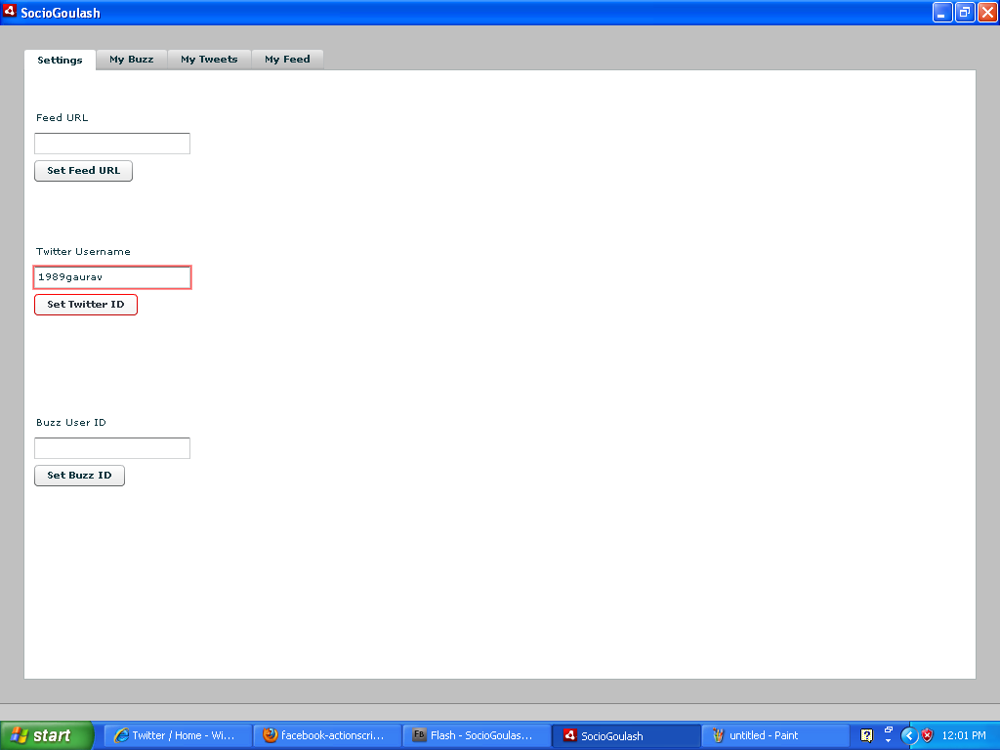 SocioGoulash
Settings
My Buzz
My Tweets
My Feed
Feed URL
Set Feed URL
Twitter Username
1989gaurav
Set Twitter ID
Buzz User ID
Set Buzz ID
start
Twitter / Home - Wi...
facebook-actionscri...
FB
Flash - SocioGoulas...
SocioGoulash
untitled - Paint
?
12:01 PM